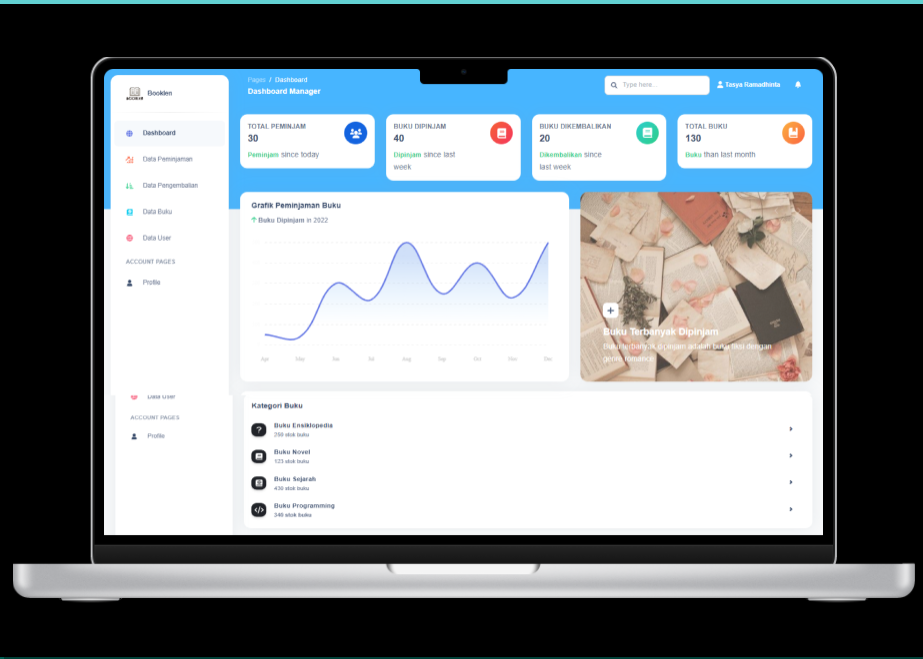 Booklen
Dashboard
Data Peminjaman
Data Pengembalian
Data Buku
Data User
ACCOUNT PAGES
Profile
Data User
ACCOUNT PAGES
Profile
Pages / Dashboard
Dashboard Manager
Type here...
Tasya Ramadhinta
TOTAL PEMINJAM
30
Peminjam since today
BUKU DIPINJAM
40
Dipinjam since last
week
BUKU DIKEMBALIKAN
20
Dikembalikan since
last week
TOTAL BUKU
130
Buku than last month
Grafik Peminjaman Buku
Buku Dipinjam in 2022
Apr May Jun Jul Aug Sep Oct Nov Dec
Buku Terbanyak Dipinjam
Buku terbanyak dipinjam adalah buku fiksi dengan
genre romance
Kategori Buku
Buku Ensiklopedia
250 stok buku
Buku Novel
123 stok buku
Buku Sejarah
430 stok buku
Buku Programming
348 stok buku